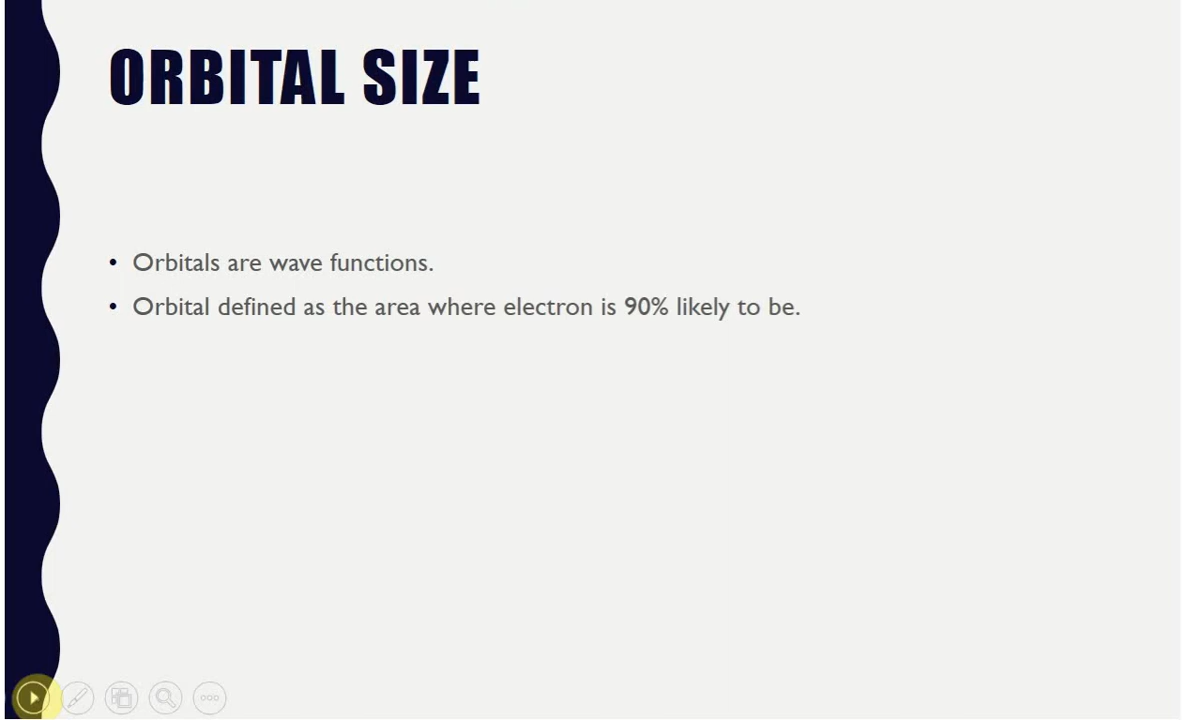 ORBITAL SIZE
• Orbitals are wave functions.
• Orbital defined as the area where electron is 90% likely to be.